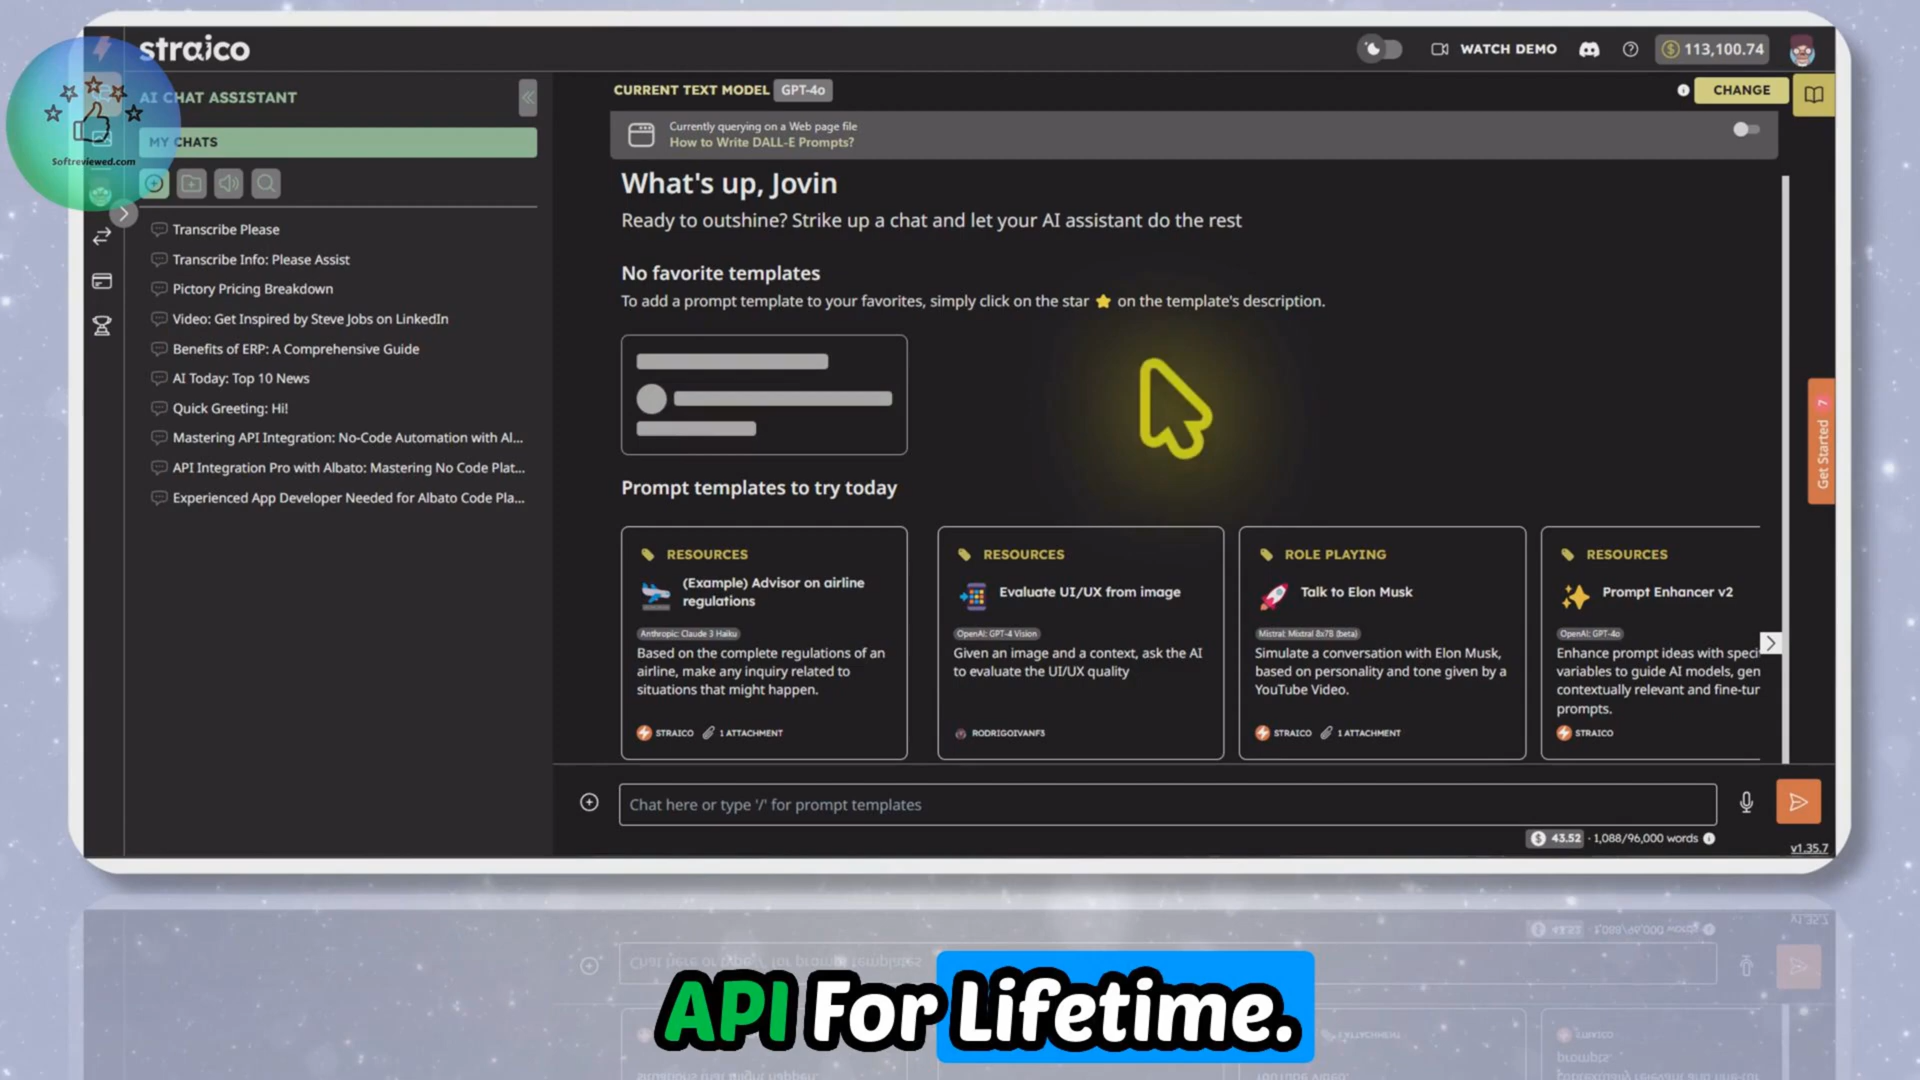 straico
WATCH DEMO
113,100.74
AI CHAT ASSISTANT
MY CHATS
Softreviewed.com
Transcribe Please
Transcribe Info: Please Assist
Pictory Pricing Breakdown
Video: Get Inspired by Steve Jobs on LinkedIn
Benefits of ERP: A Comprehensive Guide
AI Today: Top 10 News
Quick Greeting: Hi!
Mastering API Integration: No-Code Automation with Al...
API Integration Pro with Albato: Mastering No Code Plat...
Experienced App Developer Needed for Albato Code Pla...
CURRENT TEXT MODEL GPT-4o
CHANGE
Currently querying on a Web page file
How to Write DALL-E Prompts?
What's up, Jovin
Ready to outshine? Strike up a chat and let your AI assistant do the rest
No favorite templates
To add a prompt template to your favorites, simply click on the star ⭐ on the template's description.
Get Started 7
Prompt templates to try today
RESOURCES
(Example) Advisor on airline
regulations
Anthropic: Claude 3 Haiku
Based on the complete regulations of an
airline, make any inquiry related to
situations that might happen.
STRAICO 1 ATTACHMENT
RESOURCES
Evaluate UI/UX from image
OpenAI: GPT-4 Vision
Given an image and a context, ask the AI
to evaluate the UI/UX quality
RODRIGOIVANF3
ROLE PLAYING
Talk to Elon Musk
Mistral: Mixtral 8x7B (beta)
Simulate a conversation with Elon Musk,
based on personality and tone given by a
YouTube Video.
STRAICO 1 ATTACHMENT
RESOURCES
Prompt Enhancer v2
OpenAI: GPT-4o
Enhance prompt ideas with speci
variables to guide AI models, gen
contextually relevant and fine-tur
prompts.
STRAICO
Chat here or type '/' for prompt templates
43.52 · 1,088/96,000 words
v1.35.7
API For Lifetime.